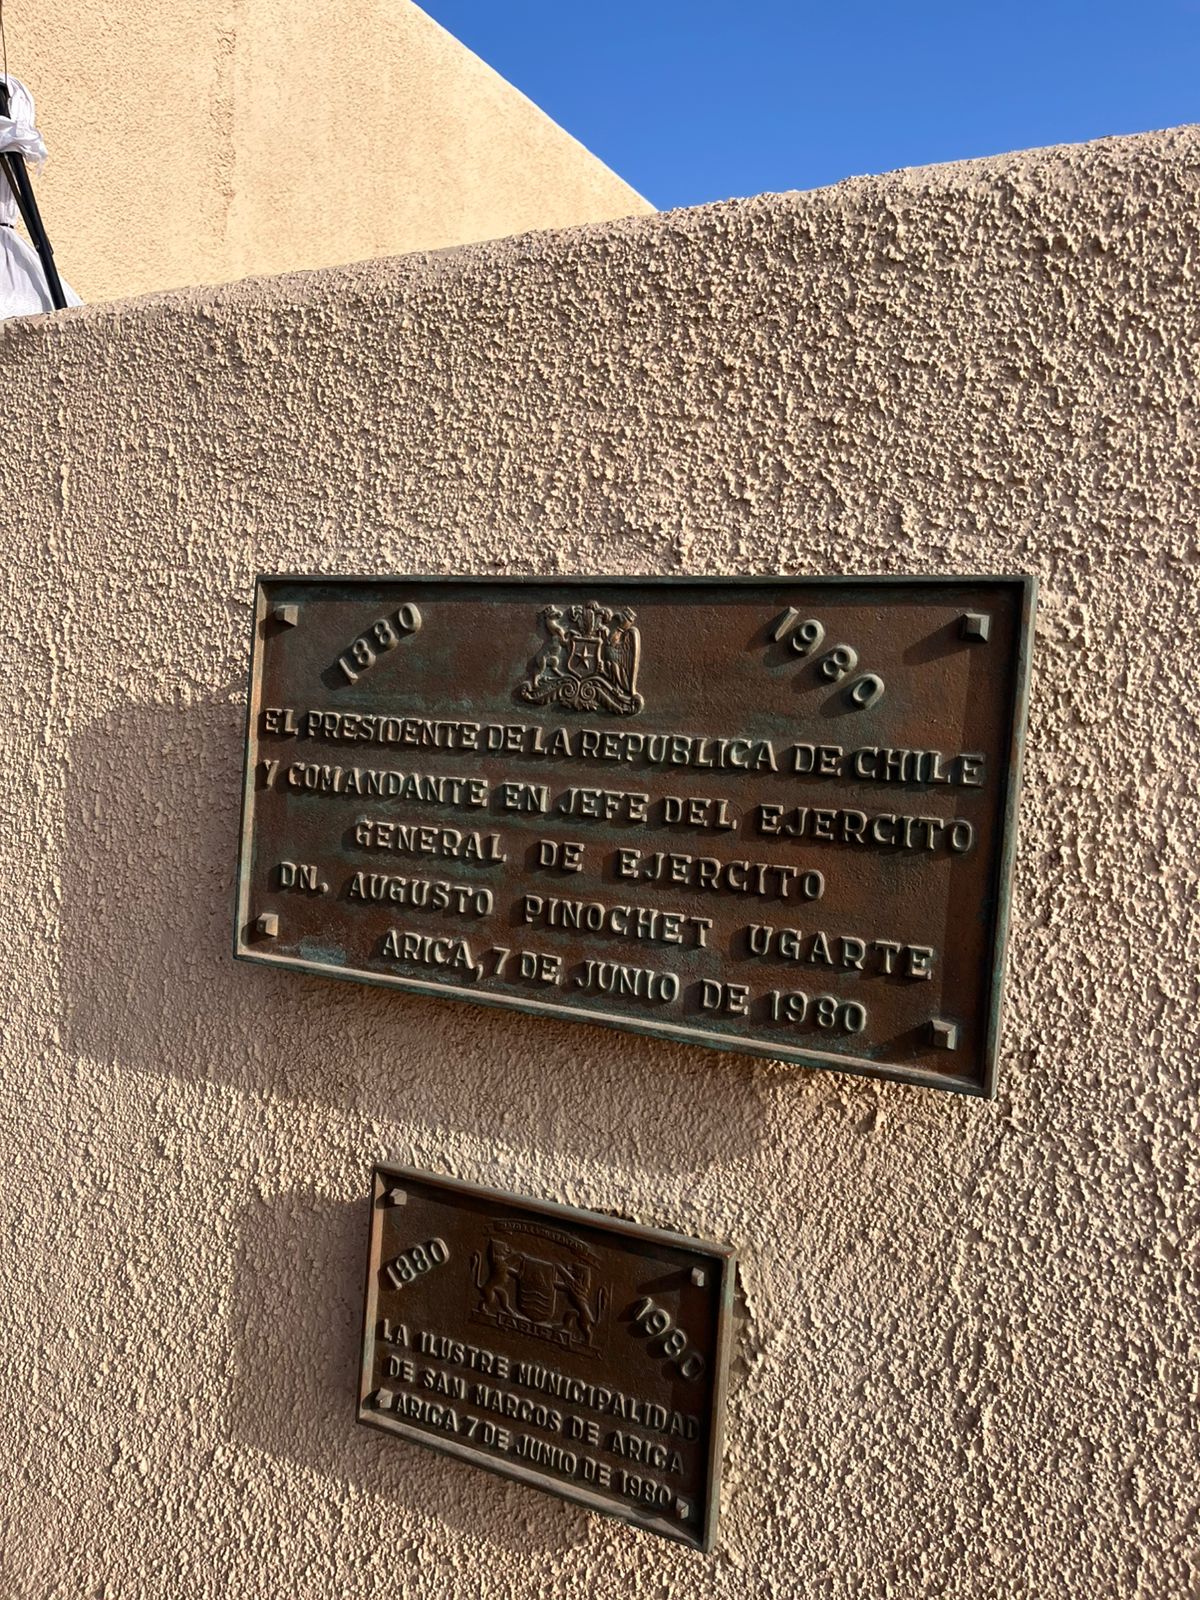 1880 1980
EL PRESIDENTE DE LA REPUBLICA DE CHILE
Y COMANDANTE EN JEFE DEL EJERCITO
GENERAL DE EJERCITO
DN. AUGUSTO PINOCHET UGARTE
ARICA, 7 DE JUNIO DE 1980
ARICA
1880 1980
LA ILUSTRE MUNICIPALIDAD
DE SAN MARCOS DE ARICA
ARICA 7 DE JUNIO DE 1980